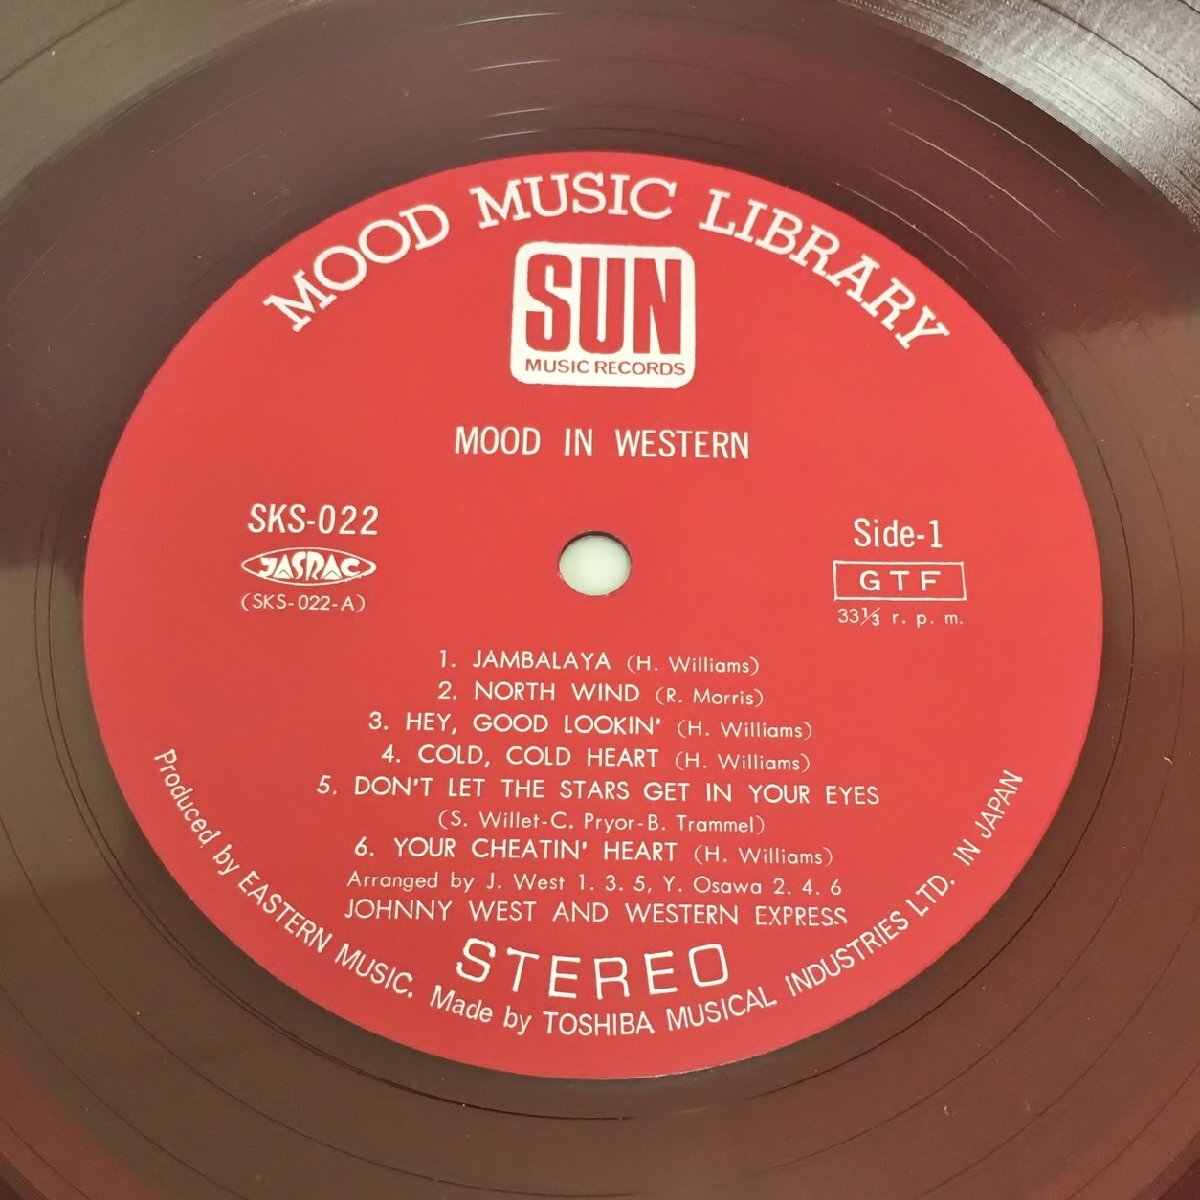 MOOD MUSIC LIBRARY
SUN
MUSIC RECORDS
MOOD IN WESTERN
SKS-022
JASRAC
(SKS-022-A)
Side-1
GTF
33⅓ r. p. m.
1. JAMBALAYA (H. Williams)
2. NORTH WIND (R. Morris)
3. HEY, GOOD LOOKIN' (H. Williams)
4. COLD, COLD HEART (H. Williams)
5. DON'T LET THE STARS GET IN YOUR EYES
(S. Willet-C. Pryor-B. Trammel)
6. YOUR CHEATIN' HEART (H. Williams)
Arranged by J. West 1. 3. 5, Y. Osawa 2. 4. 6
JOHNNY WEST AND WESTERN EXPRESS
STEREO
Produced by EASTERN MUSIC. Made by TOSHIBA MUSICAL INDUSTRIES LTD. IN JAPAN